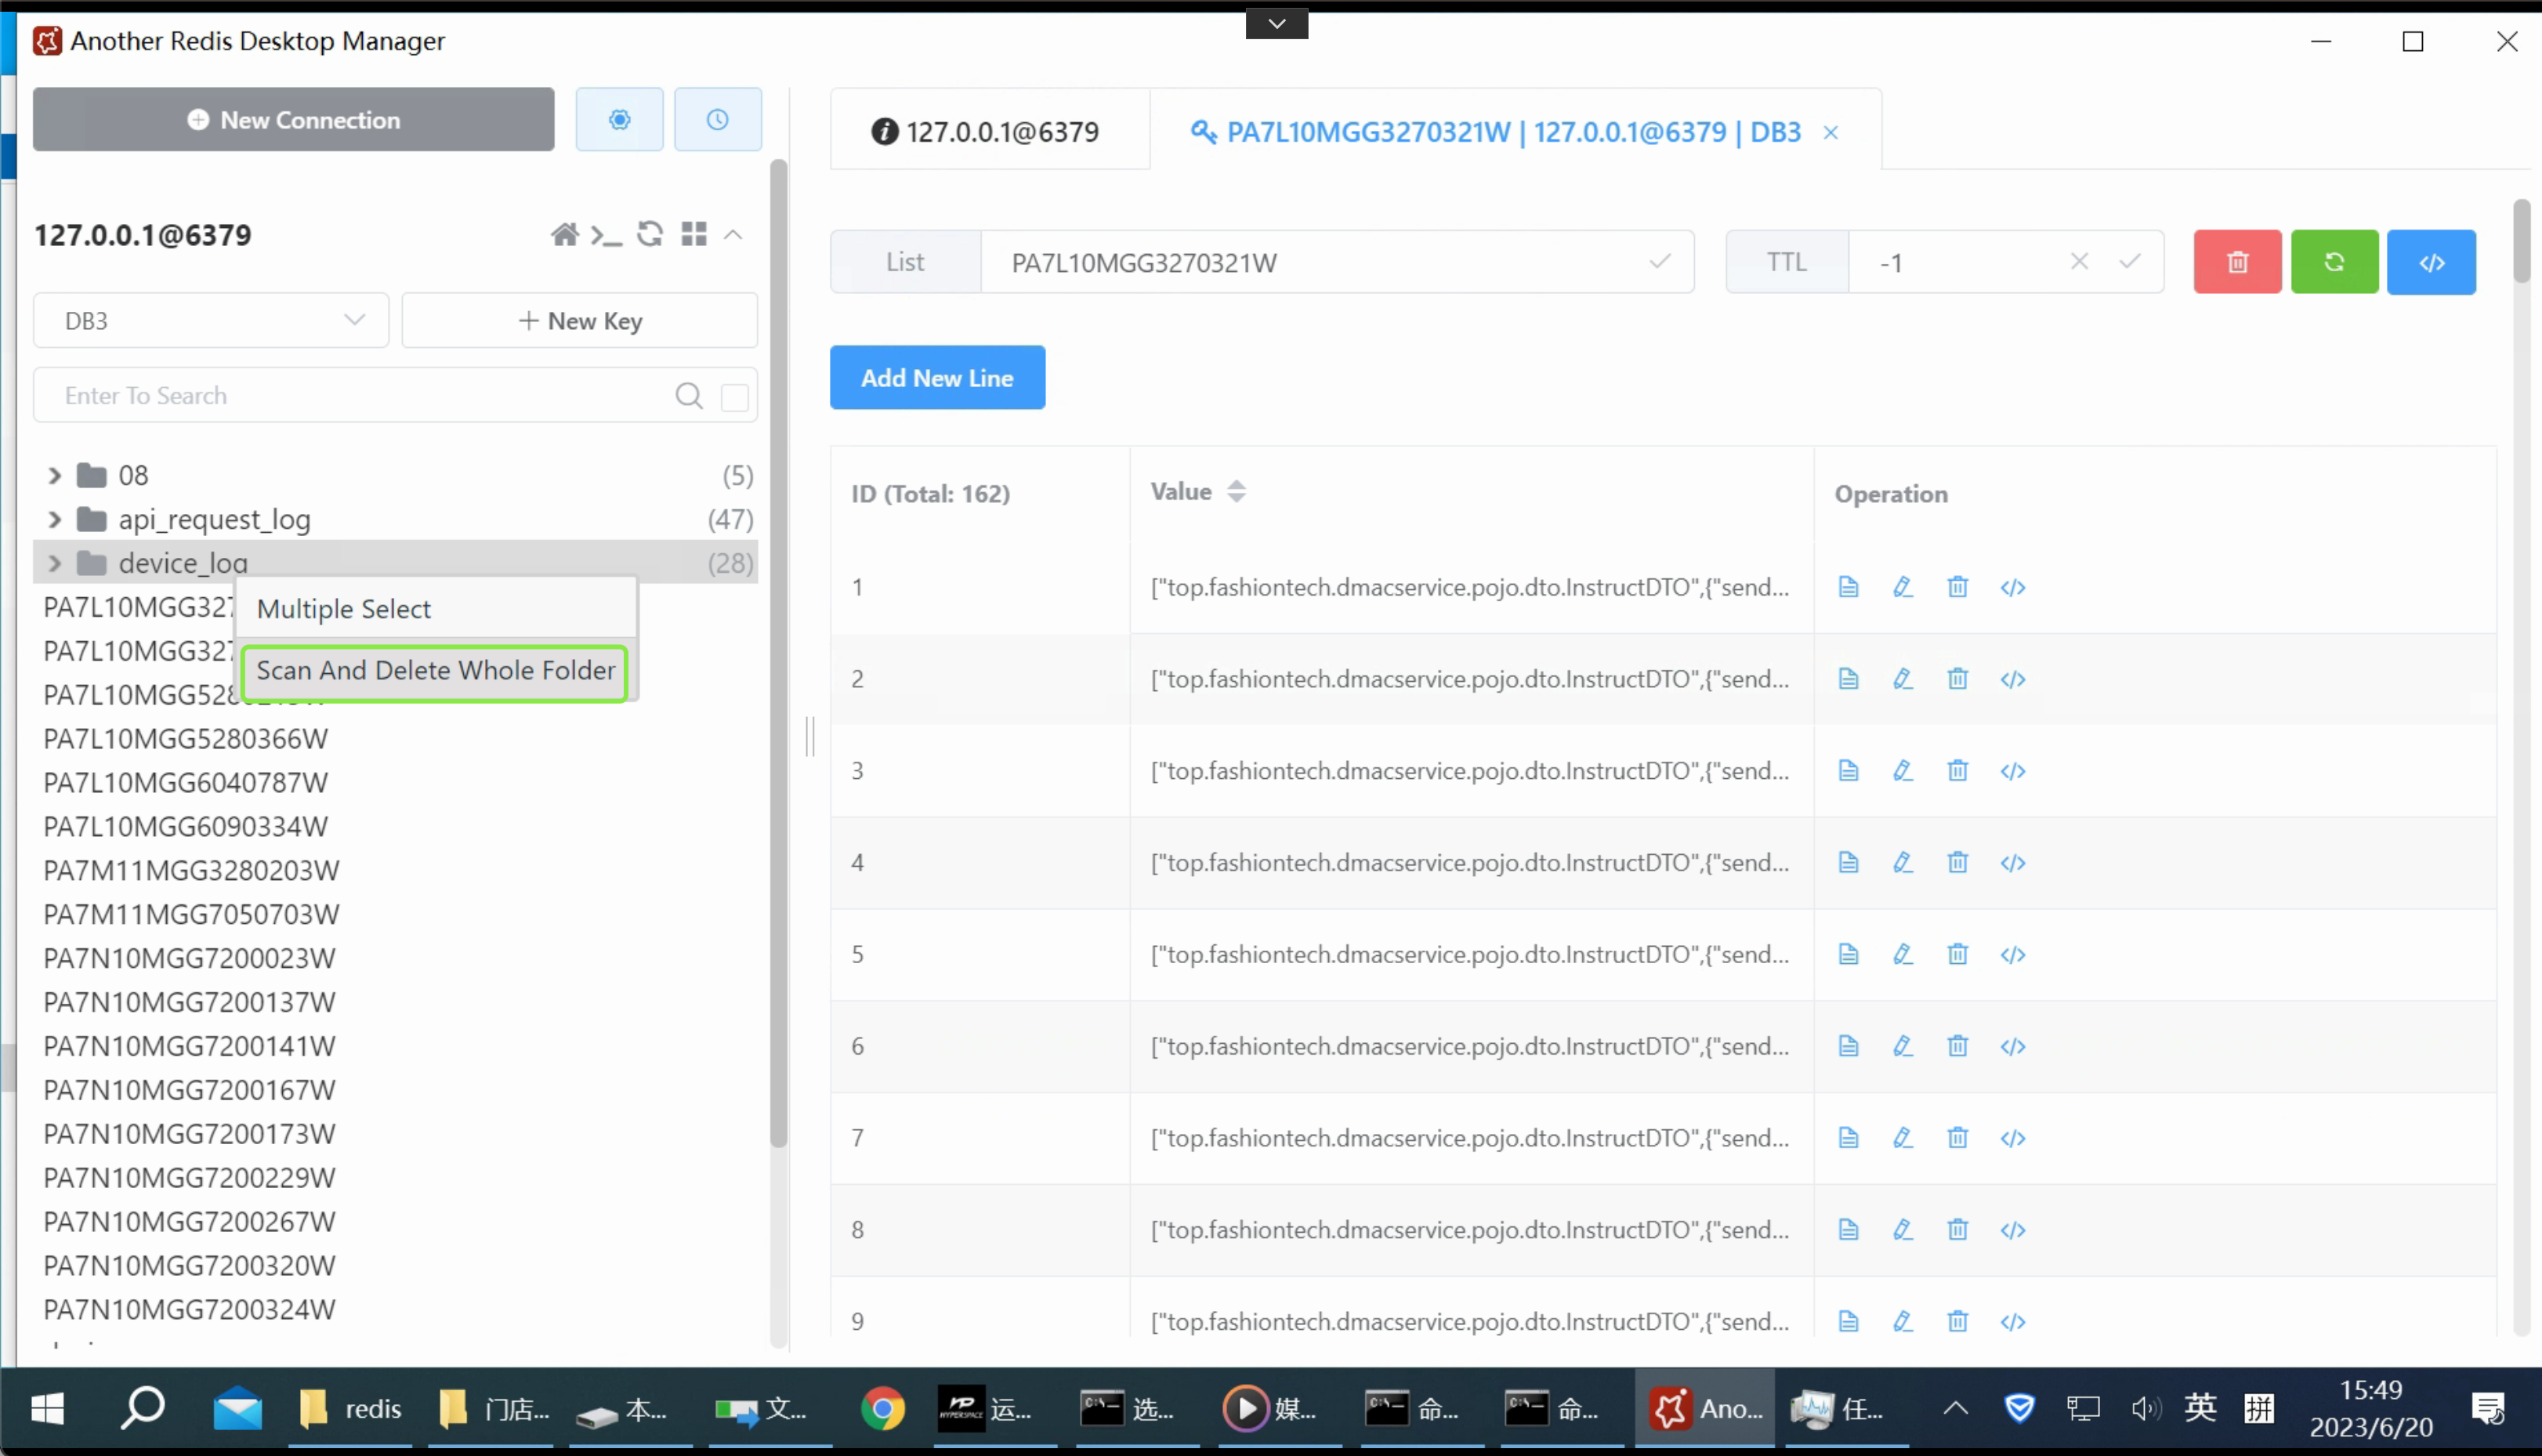 Another Redis Desktop Manager
New Connection
127.0.0.1@6379
PA7L10MGG3270321W | 127.0.0.1@6379 | DB3
127.0.0.1@6379
List
PA7L10MGG3270321W
TTL
-1
DB3
New Key
Enter To Search
Add New Line
08 (5)
api_request_log (47)
device_log (28)
Multiple Select
Scan And Delete Whole Folder
PA7L10MGG327
PA7L10MGG327
PA7L10MGG5280366W
PA7L10MGG6040787W
PA7L10MGG6090334W
PA7M11MGG3280203W
PA7M11MGG7050703W
PA7N10MGG7200023W
PA7N10MGG7200137W
PA7N10MGG7200141W
PA7N10MGG7200167W
PA7N10MGG7200173W
PA7N10MGG7200229W
PA7N10MGG7200267W
PA7N10MGG7200320W
PA7N10MGG7200324W
ID (Total: 162) Value Operation
1 ["top.fashiontech.dmacservice.pojo.dto.InstructDTO",{"send...
2 ["top.fashiontech.dmacservice.pojo.dto.InstructDTO",{"send...
3 ["top.fashiontech.dmacservice.pojo.dto.InstructDTO",{"send...
4 ["top.fashiontech.dmacservice.pojo.dto.InstructDTO",{"send...
5 ["top.fashiontech.dmacservice.pojo.dto.InstructDTO",{"send...
6 ["top.fashiontech.dmacservice.pojo.dto.InstructDTO",{"send...
7 ["top.fashiontech.dmacservice.pojo.dto.InstructDTO",{"send...
8 ["top.fashiontech.dmacservice.pojo.dto.InstructDTO",{"send...
9 ["top.fashiontech.dmacservice.pojo.dto.InstructDTO",{"send...
redis 门店... 本... 文... HYPERSPACE 运... 选... 媒... 命... 命... Ano... 任... 英 拼
15:49
2023/6/20